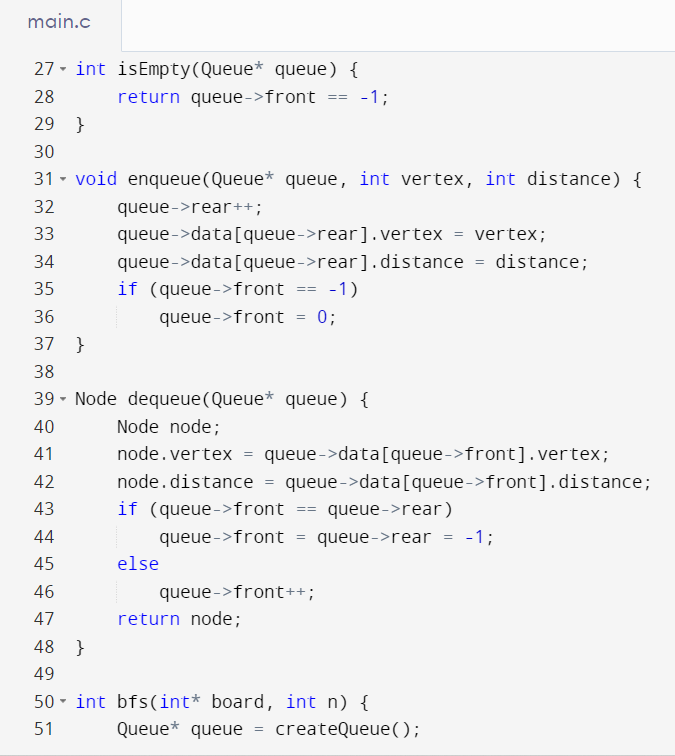 main.c
27 int isEmpty(Queue* queue) {
28     return queue->front == -1;
29 }
30
31 void enqueue(Queue* queue, int vertex, int distance) {
32     queue->rear++;
33     queue->data[queue->rear].vertex = vertex;
34     queue->data[queue->rear].distance = distance;
35     if (queue->front == -1)
36         queue->front = 0;
37 }
38
39 Node dequeue(Queue* queue) {
40     Node node;
41     node.vertex = queue->data[queue->front].vertex;
42     node.distance = queue->data[queue->front].distance;
43     if (queue->front == queue->rear)
44         queue->front = queue->rear = -1;
45     else
46         queue->front++;
47     return node;
48 }
49
50 int bfs(int* board, int n) {
51     Queue* queue = createQueue();